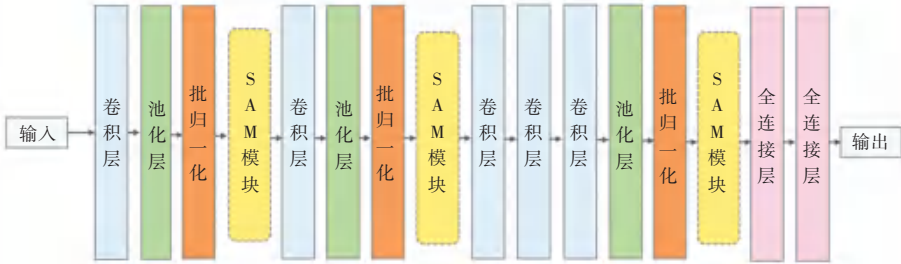 输入
卷积层
池化层
批归一化
SAM模块
卷积层
池化层
批归一化
SAM模块
卷积层
卷积层
卷积层
池化层
批归一化
SAM模块
全连接层
全连接层
输出